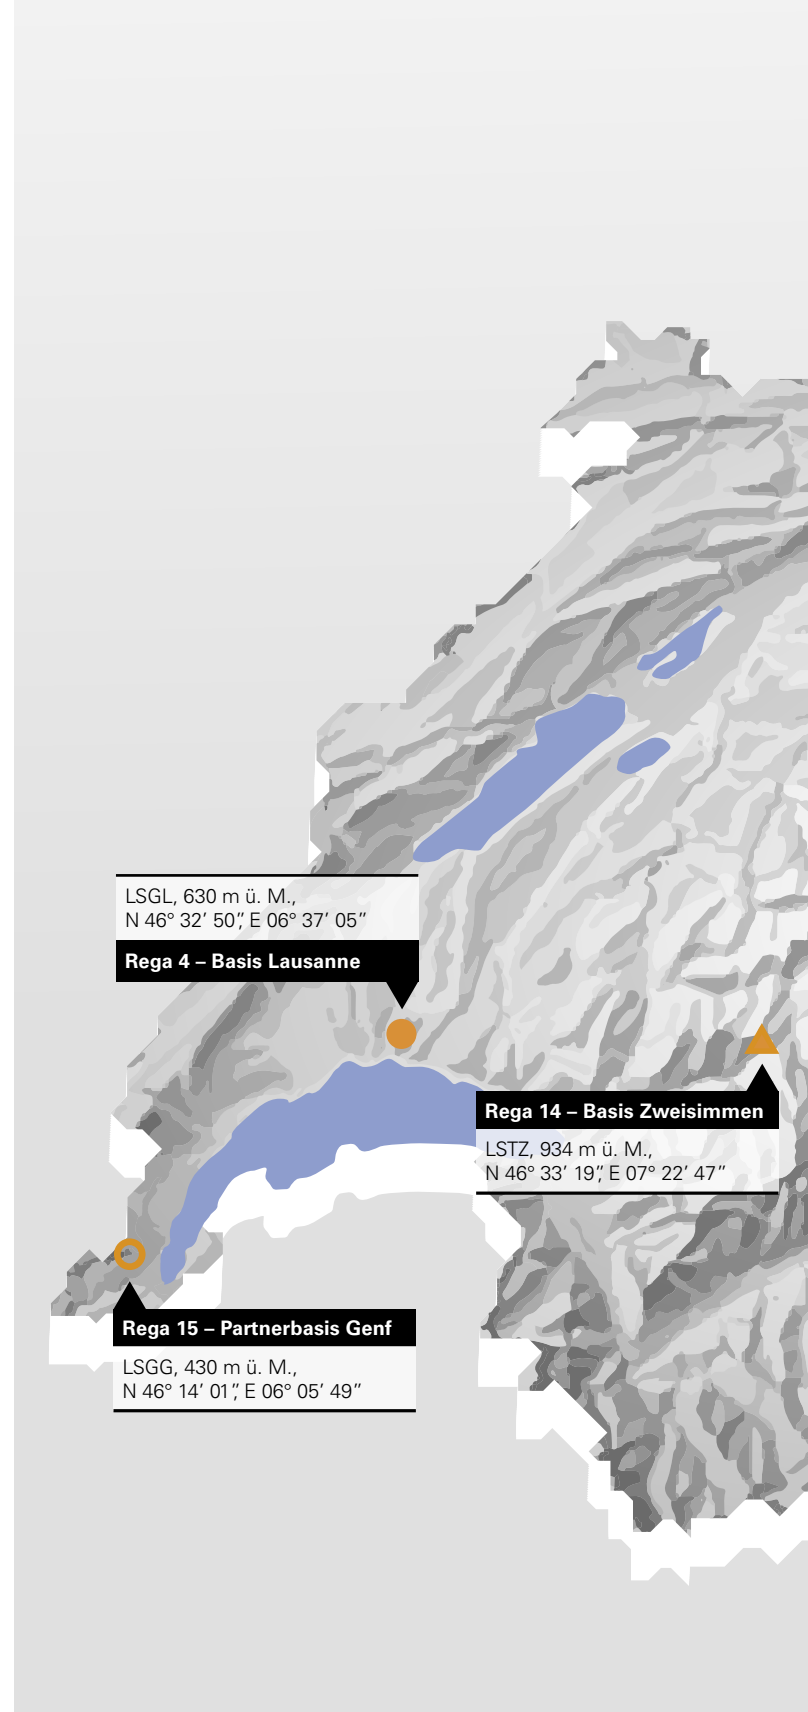 LSGL, 630 m ü. M.,
N 46° 32’ 50”, E 06° 37’ 05”
Rega 4 – Basis Lausanne
Rega 14 – Basis Zweisimmen
LSTZ, 934 m ü. M.,
N 46° 33’ 19”, E 07° 22’ 47”
Rega 15 – Partnerbasis Genf
LSGG, 430 m ü. M.,
N 46° 14’ 01”, E 06° 05’ 49”